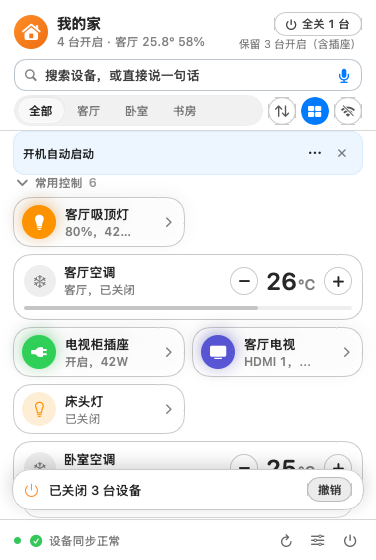 我的家
4 台开启 · 客厅 25.8° 58%
全关 1 台
保留 3 台开启（含插座）
搜索设备，或直接说一句话
全部 客厅 卧室 书房
开机自动启动
常用控制 6
客厅吸顶灯
80%，42...
客厅空调
客厅，已关闭
26°C
电视柜插座
开启，42W
客厅电视
HDMI 1，...
床头灯
已关闭
卧室空调
已关闭 3 台设备
撤销
设备同步正常